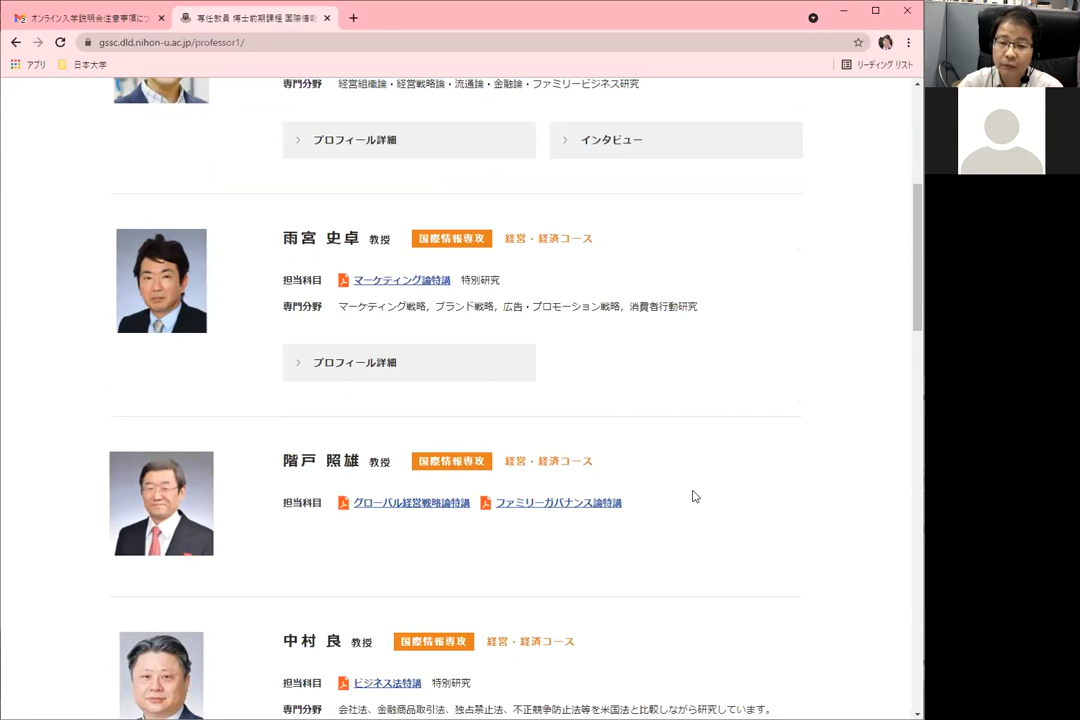 オンライン入学説明会注意事項につ
専任教員 博士前期課程 国際情報
gssc.dld.nihon-u.ac.jp/professor1/
アプリ 日本大学 リーディング リスト
専門分野 経営組織論・経営戦略論・流通論・金融論・ファミリービジネス研究
プロフィール詳細 インタビュー
雨宮 史卓 教授 国際情報専攻 経営・経済コース
担当科目 マーケティング論特講 特別研究
専門分野 マーケティング戦略, ブランド戦略, 広告・プロモーション戦略, 消費者行動研究
プロフィール詳細
階戸 照雄 教授 国際情報専攻 経営・経済コース
担当科目 グローバル経営戦略論特講 ファミリーガバナンス論特講
中村 良 教授 国際情報専攻 経営・経済コース
担当科目 ビジネス法特講 特別研究
専門分野 会社法、金融商品取引法、独占禁止法、不正競争防止法等を米国法と比較しながら研究しています。